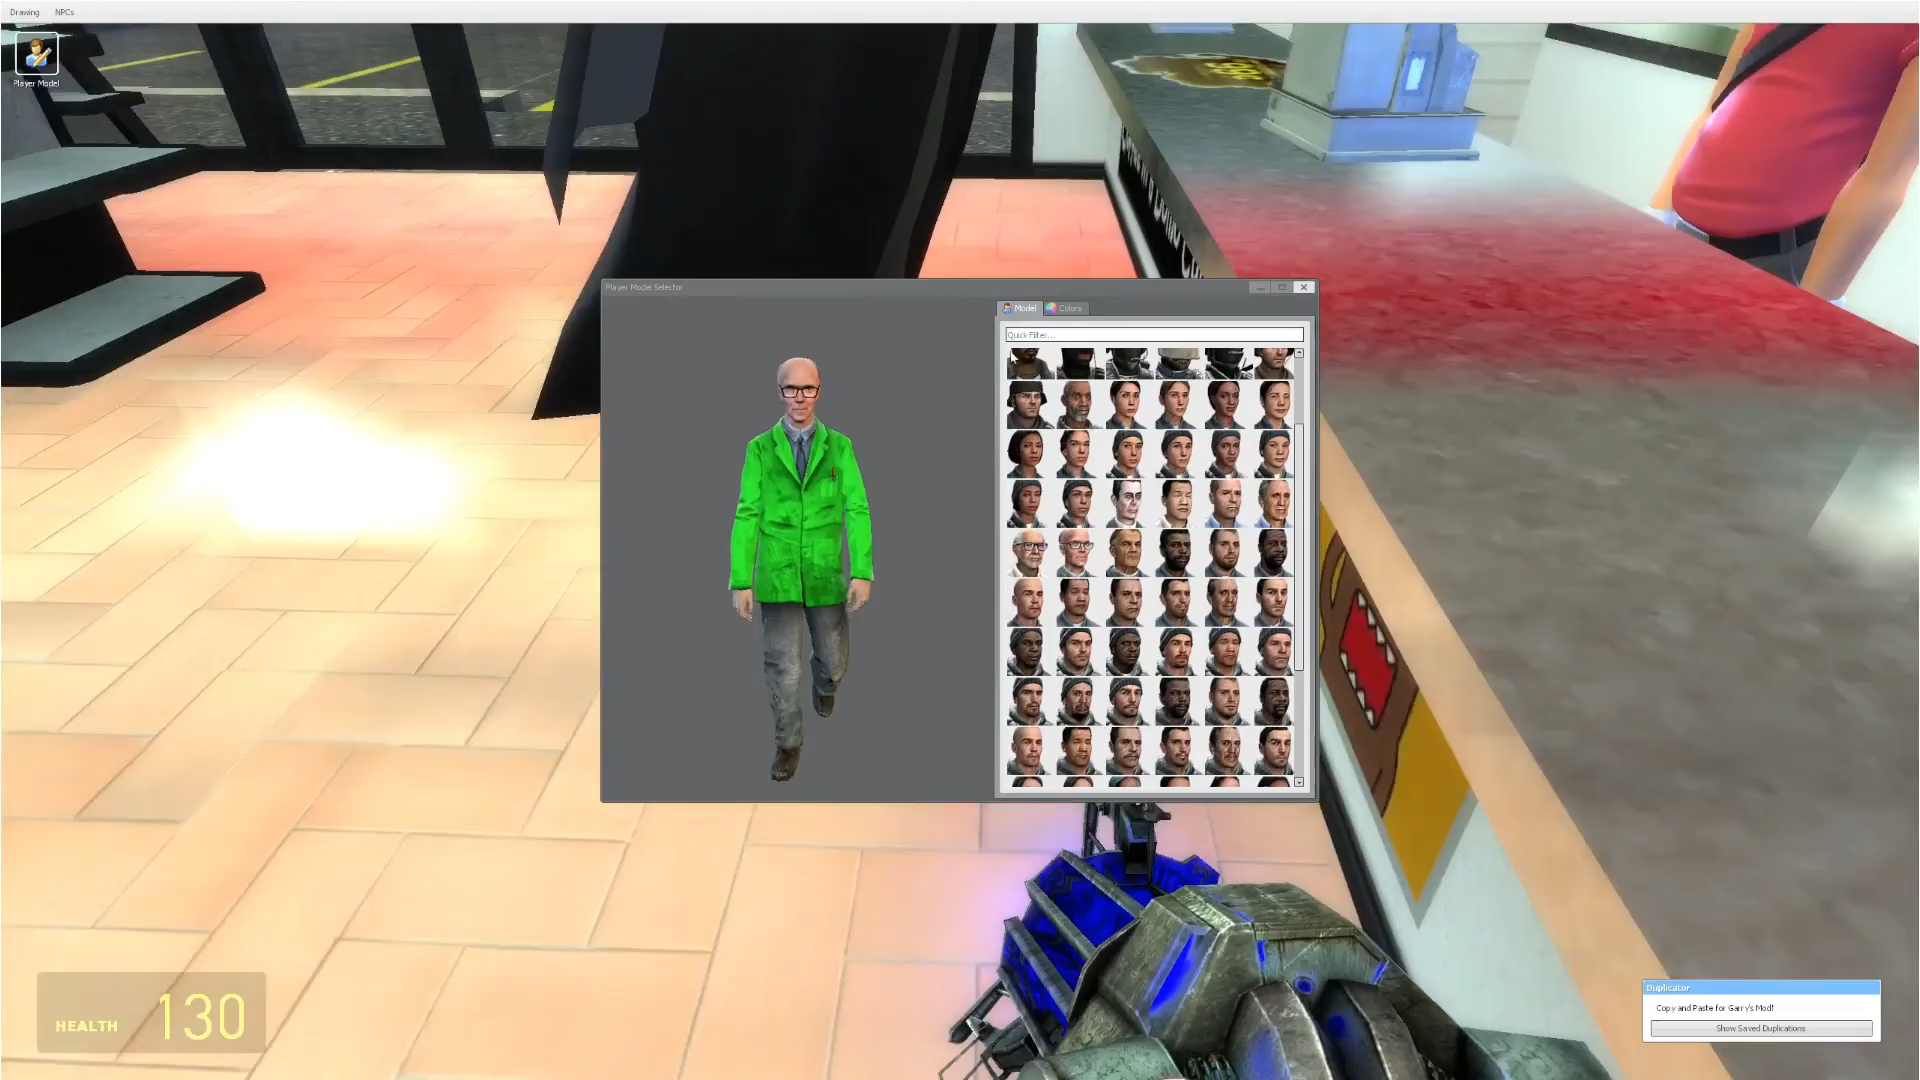 Drawing NPCs
Player Model
Player Model Selector
Model Colors
Quick Filter...
HEALTH 130
Duplicator
Copy and Paste for Garry's Mod!
Show Saved Duplications